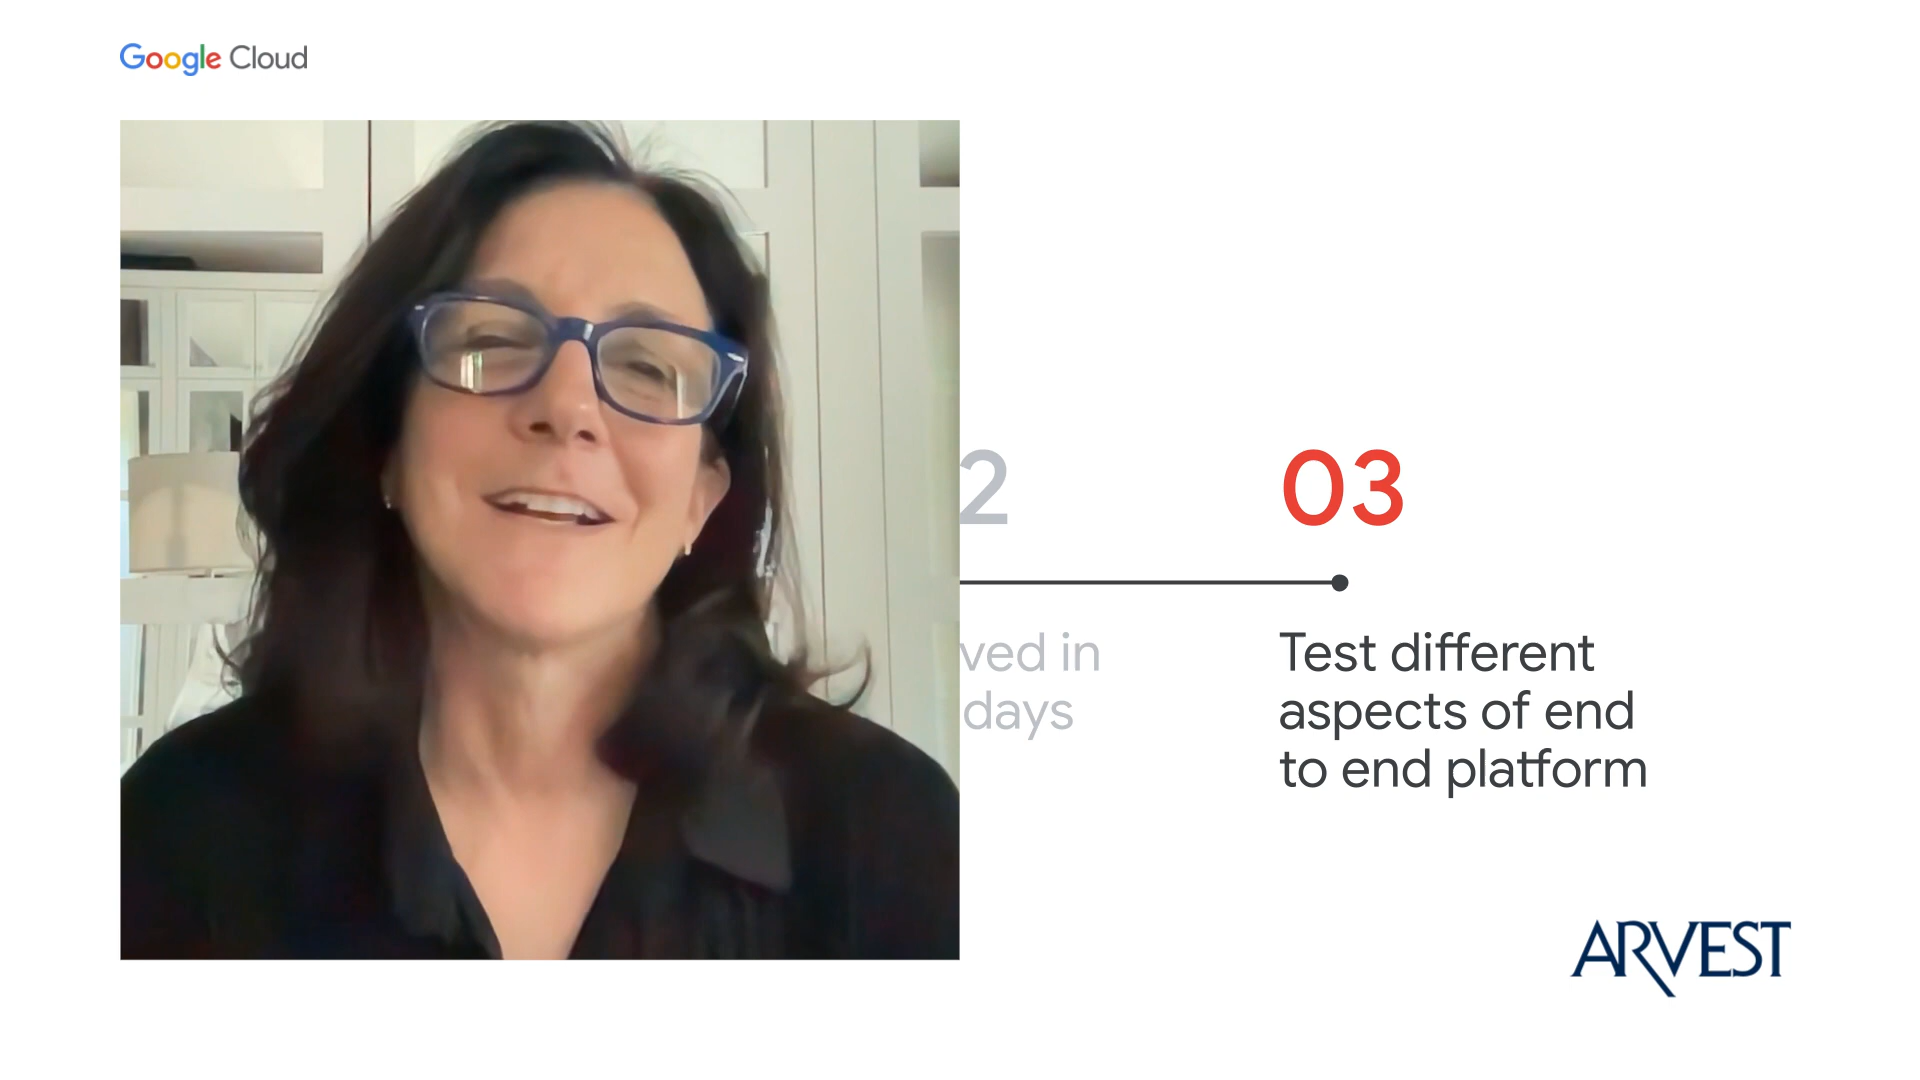 Google Cloud
2
03
ved in
days
Test different
aspects of end
to end platform
ARVEST